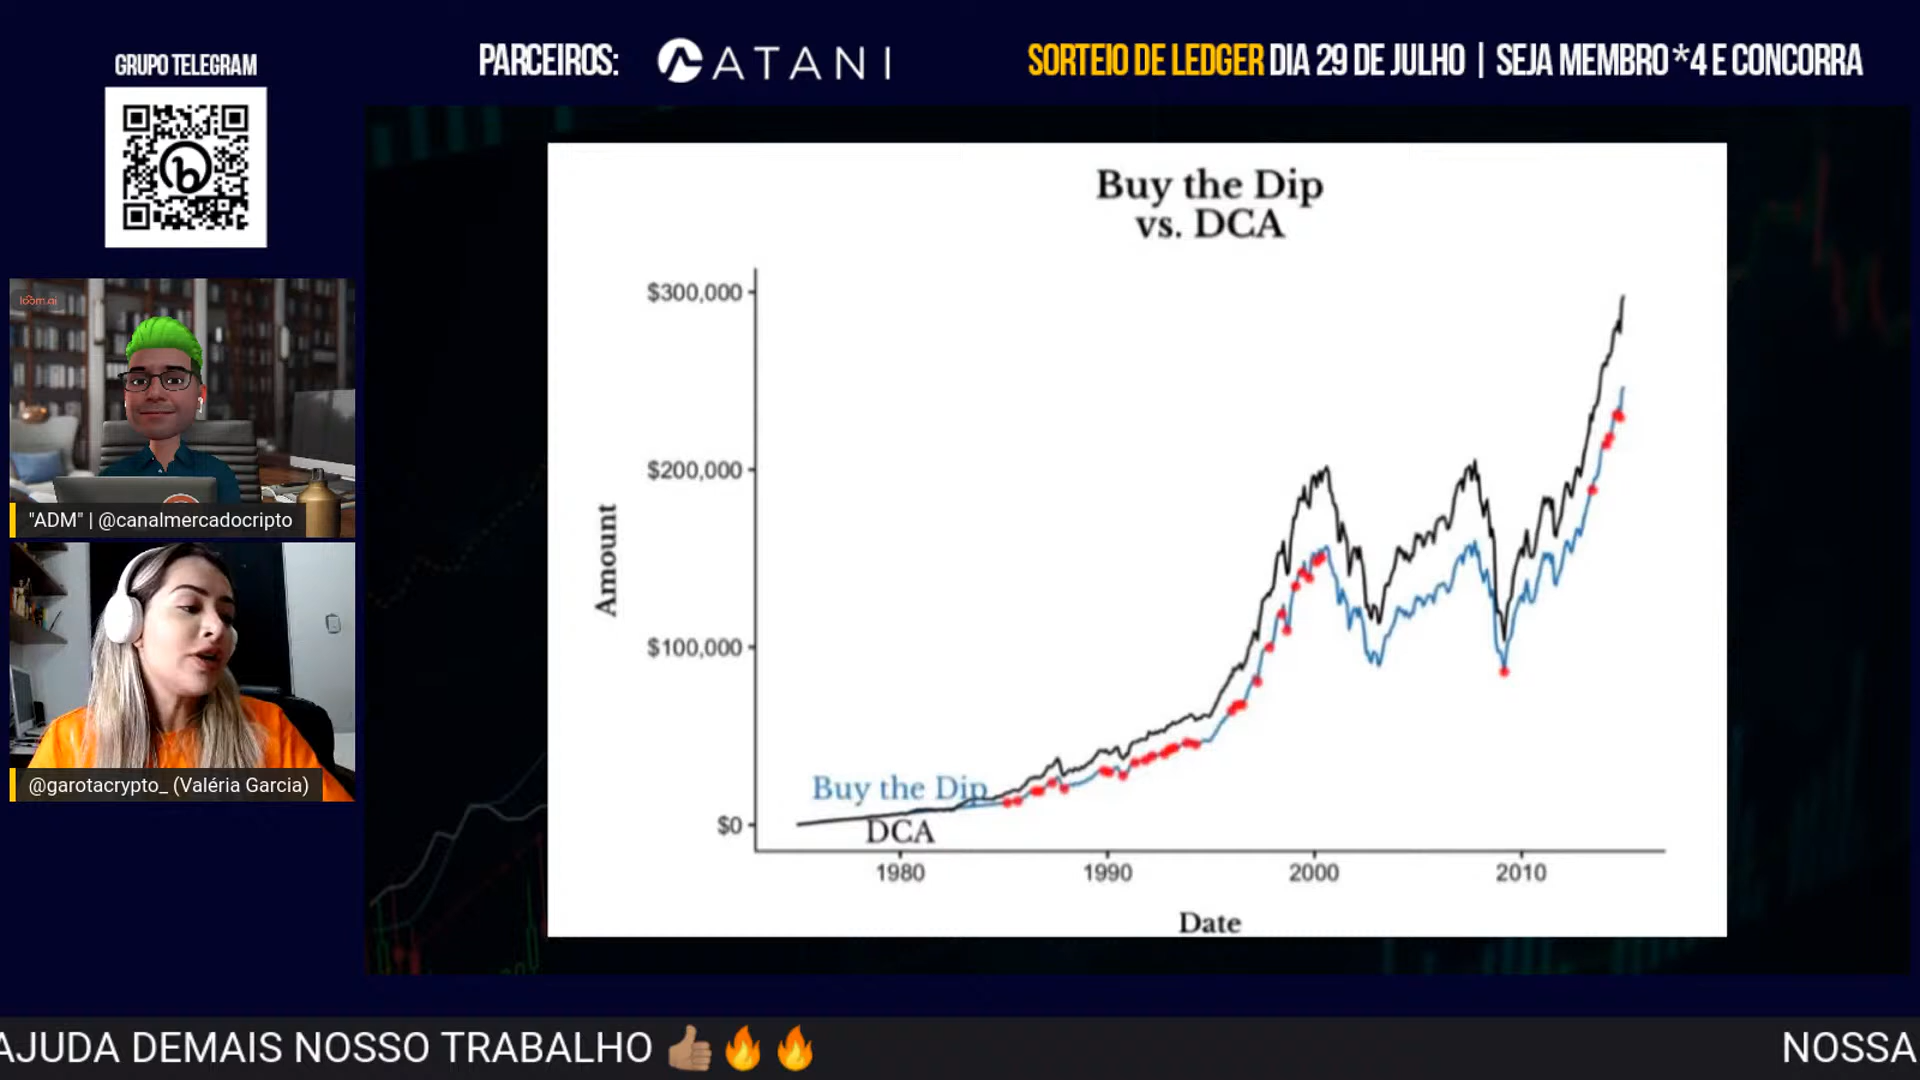 GRUPO TELEGRAM
PARCEIROS:
ATANI
SORTEIO DE LEDGER DIA 29 DE JULHO | SEJA MEMBRO *4 E CONCORRA
loom.ai
"ADM" | @canalmercadocripto
@garotacrypto_ (Valéria Garcia)
Buy the Dip
vs. DCA
$300,000
$200,000
$100,000
$0
Amount
Buy the Dip
DCA
1980
1990
2000
2010
Date
AJUDA DEMAIS NOSSO TRABALHO 👍🏽🔥🔥
NOSSA